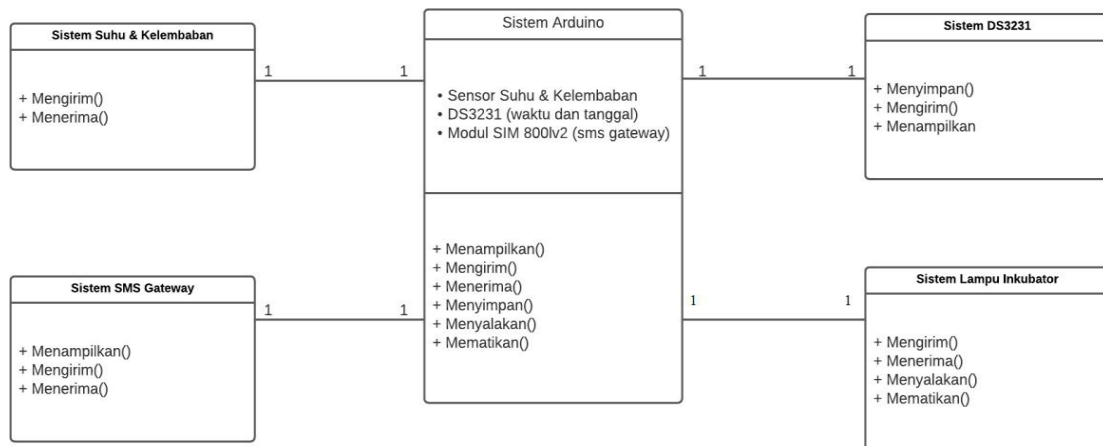 Sistem Suhu & Kelembaban
+ Mengirim()
+ Menerima()
1
1
Sistem Arduino
• Sensor Suhu & Kelembaban
• DS3231 (waktu dan tanggal)
• Modul SIM 800lv2 (sms gateway)
+ Menampilkan()
+ Mengirim()
+ Menerima()
+ Menyimpan()
+ Menyalakan()
+ Mematikan()
1
1
Sistem DS3231
+ Menyimpan()
+ Mengirim()
+ Menampilkan
Sistem SMS Gateway
+ Menampilkan()
+ Mengirim()
+ Menerima()
1
1
1
1
Sistem Lampu Inkubator
+ Mengirim()
+ Menerima()
+ Menyalakan()
+ Mematikan()